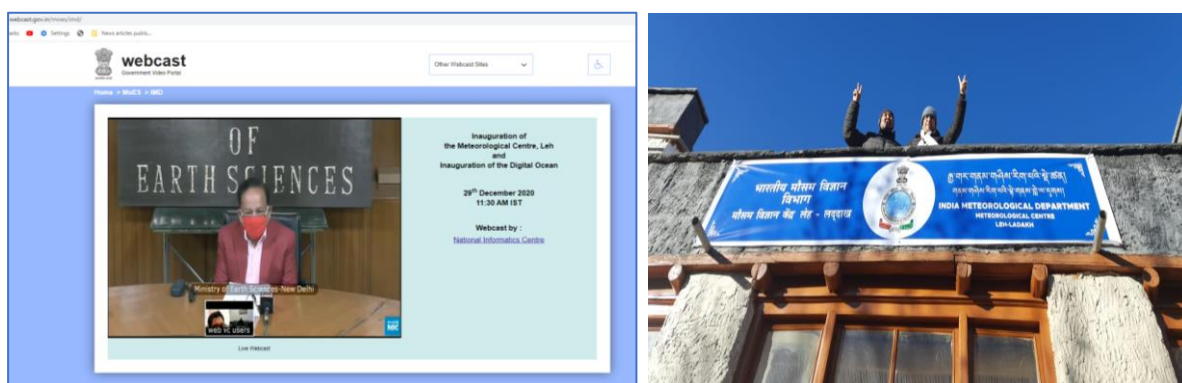 webcast.gov.in/moes/imd/
Settings
News articles public...
webcast
Government Video Portal
Other Webcast Sites
Home > MoES > IMD
OF
EARTH SCIENCES
Ministry of Earth Sciences-New Delhi
web vc users
NIC
Live Webcast
Inauguration of
the Meteorological Centre, Leh
and
Inauguration of the Digital Ocean
29th December 2020
11:30 AM IST
Webcast by :
National Informatics Centre
भारतीय मौसम विज्ञान
विभाग
मौसम विज्ञान केंद्र लेह - लद्दाख
INDIA METEOROLOGICAL DEPARTMENT
METEOROLOGICAL CENTRE
LEH-LADAKH